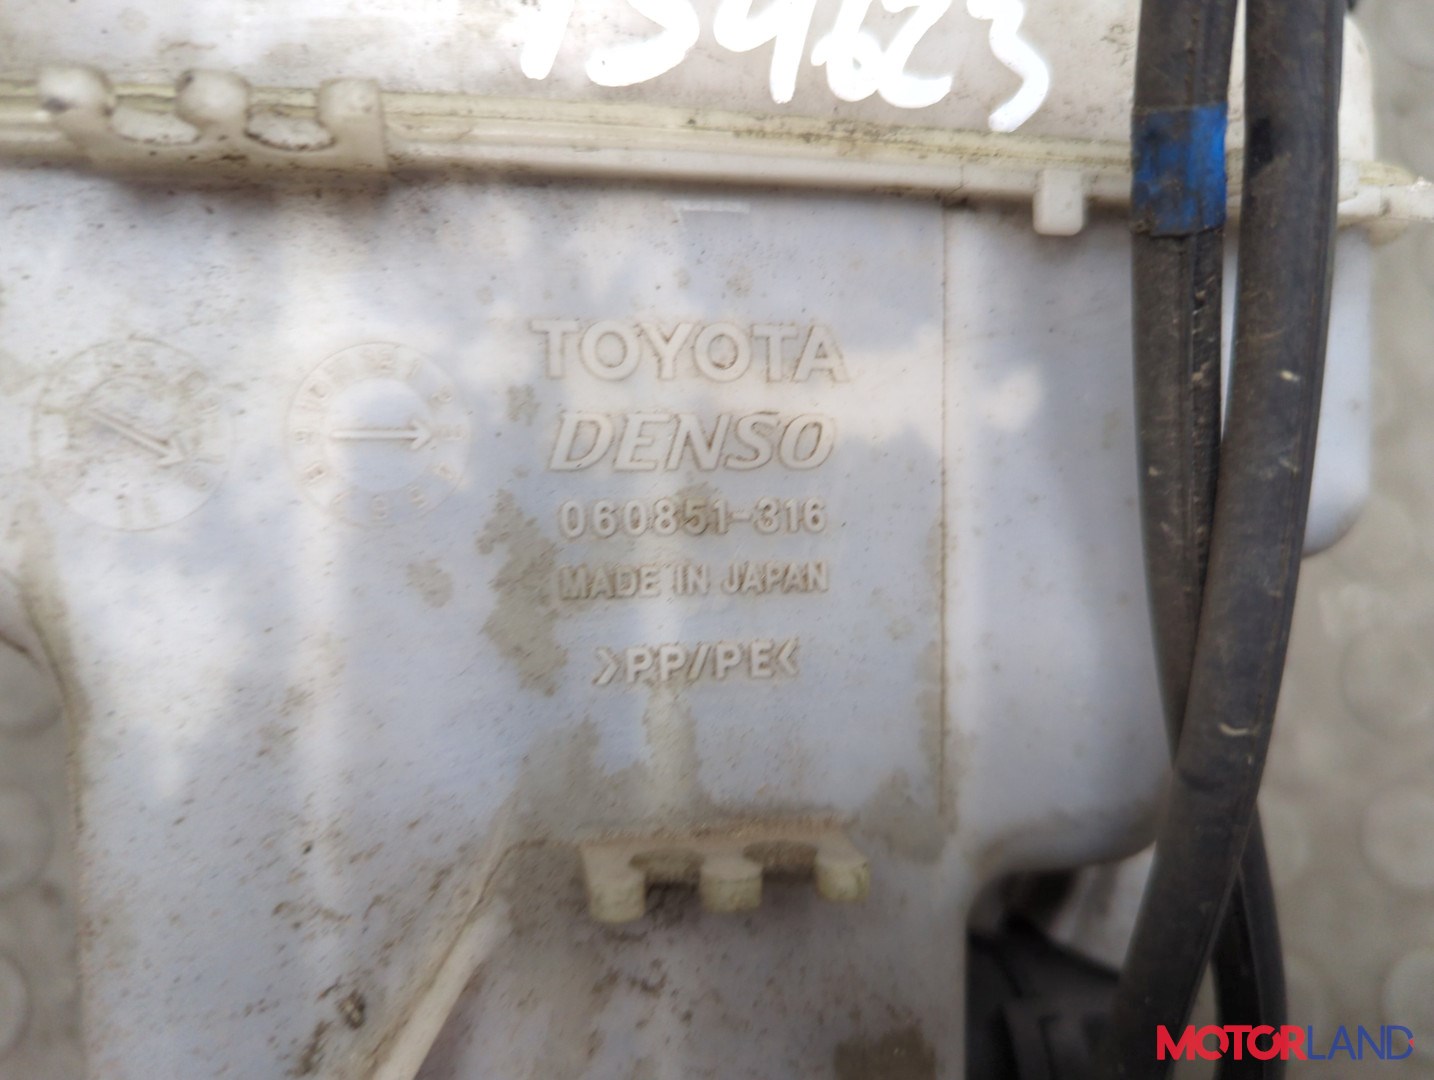 TOYOTA
DENSO
060851-316
MADE IN JAPAN
>PP/PE<
MOTORLAND